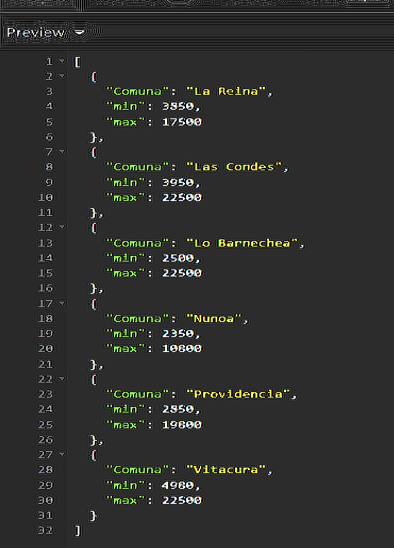 Preview
1 [
2 {
3 "Comuna": "La Reina",
4 "min": 3850,
5 "max": 17500
6 },
7 {
8 "Comuna": "Las Condes",
9 "min": 3950,
10 "max": 22500
11 },
12 {
13 "Comuna": "Lo Barnechea",
14 "min": 2500,
15 "max": 22500
16 },
17 {
18 "Comuna": "Nunoa",
19 "min": 2350,
20 "max": 10800
21 },
22 {
23 "Comuna": "Providencia",
24 "min": 2850,
25 "max": 19800
26 },
27 {
28 "Comuna": "Vitacura",
29 "min": 4980,
30 "max": 22500
31 }
32 ]